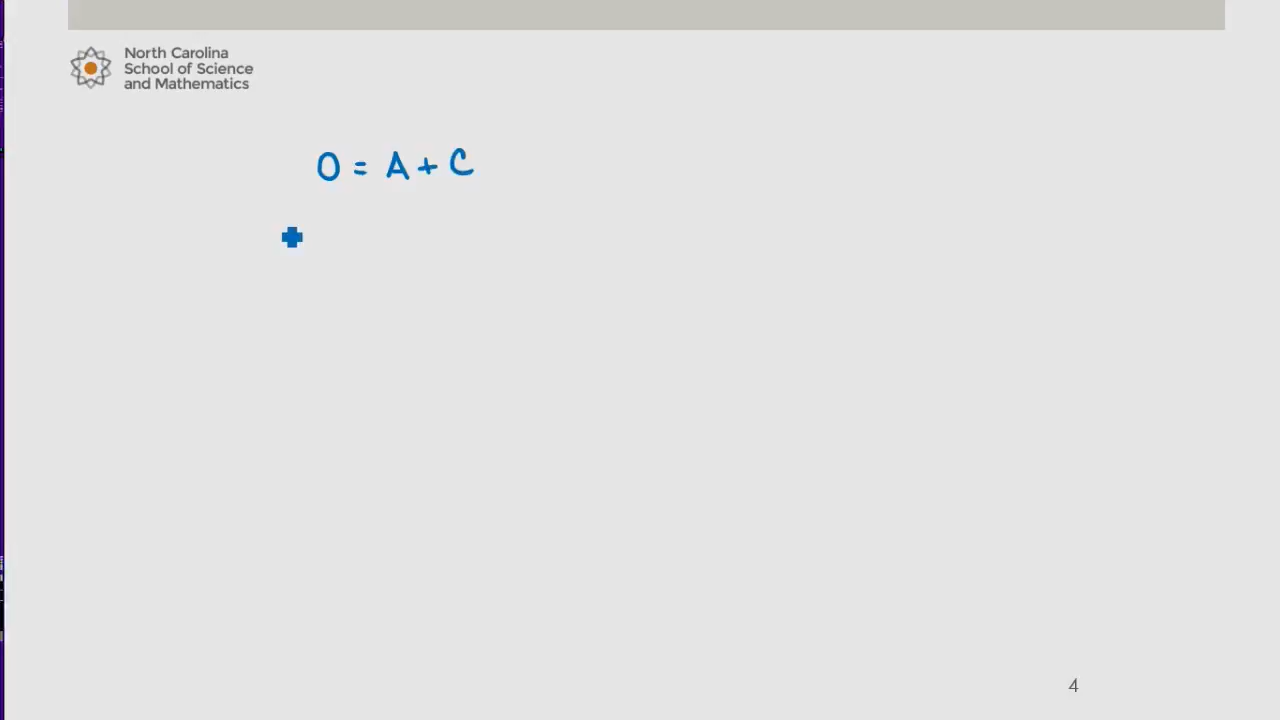 North Carolina
School of Science
and Mathematics
0 = A + C
4